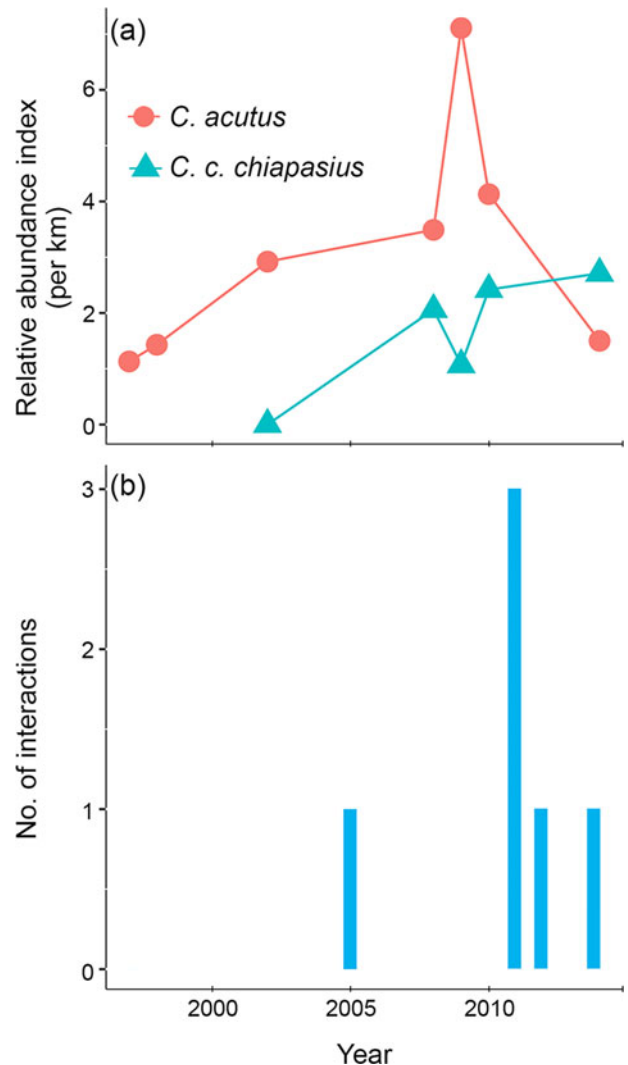 (a)
Relative abundance index
(per km)
6
4
2
0
C. acutus
C. c. chiapasius
(b)
No. of interactions
3
2
1
0
2000 2005 2010
Year